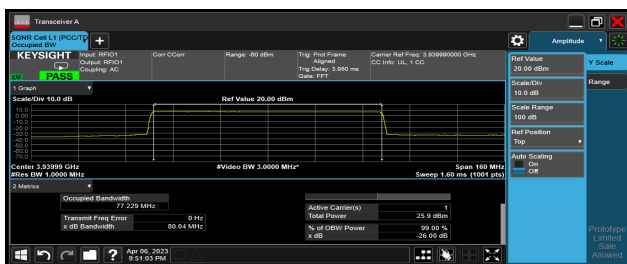 Transceiver A
5GNR Cell L1 (PCC/T
Occupied BW
Amplitude
KEYSIGHT
Input: RFIO1
Output: RFIO1
Coupling: AC
Corr CCorr
Range: -60 dBm
Trig: Prot Frame
Aligned
Trig Delay: 3.950 ms
Gate: FFT
Carrier Ref Freq: 3.939990000 GHz
CC Info: UL, 1 CC
PASS
1 Graph
Scale/Div 10.0 dB
Ref Value 20.00 dBm
10.0
0.00
-10.0
-20.0
-30.0
-40.0
-50.0
-60.0
-70.0
Center 3.93999 GHz
#Video BW 3.0000 MHz*
Span 160 MHz
#Res BW 1.0000 MHz
Sweep 1.60 ms (1001 pts)
2 Metrics
Occupied Bandwidth
77.229 MHz
Transmit Freq Error
0 Hz
x dB Bandwidth
80.04 MHz
Active Carrier(s)
1
Total Power
25.9 dBm
% of OBW Power
99.00 %
x dB
-26.00 dB
Ref Value
20.00 dBm
Scale/Div
10.0 dB
Scale Range
100 dB
Ref Position
Top
Auto Scaling
On
Off
Y Scale
Range
Prototype
Limited
Sale
Allowed
?
Apr 06, 2023
9:51:03 PM